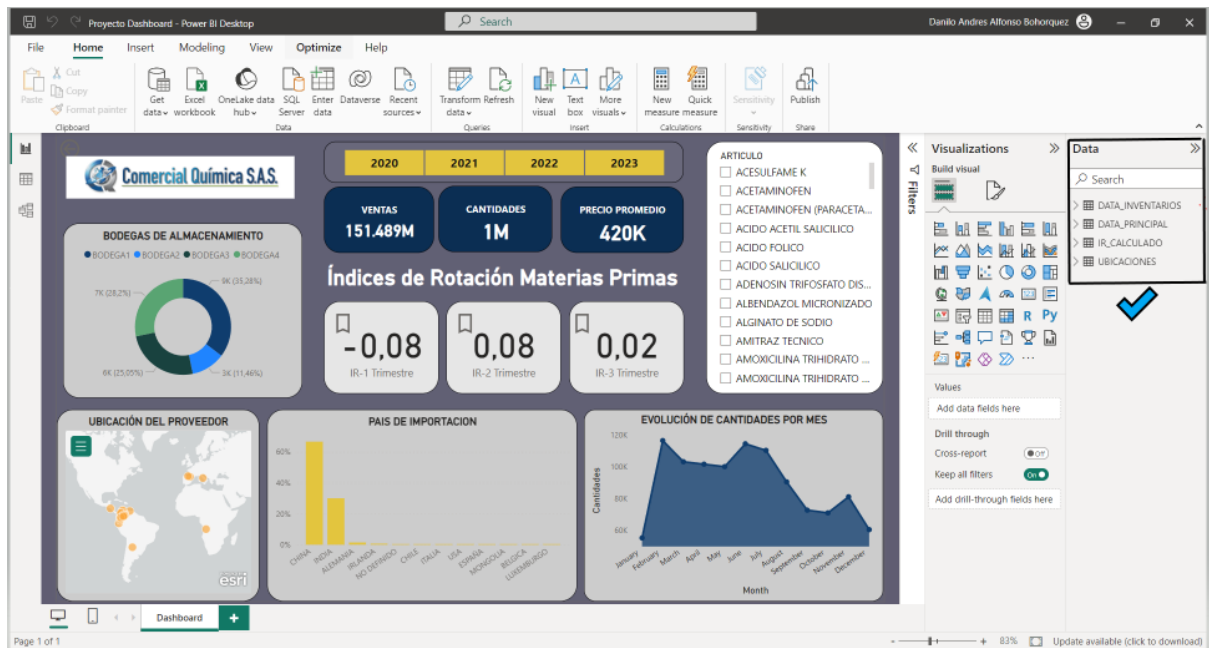 Proyecto Dashboard - Power BI Desktop
Search
Danilo Andres Alfonso Bohorquez
File Home Insert Modeling View Optimize Help
Paste
Cut
Copy
Format painter
Get data
Excel workbook
OneLake data hub
SQL Server
Enter data
Dataverse
Recent sources
Transform data
Refresh
New visual
Text box
More visuals
New measure
Quick measure
Sensitivity
Publish
Clipboard
Data
Queries
Insert
Calculations
Sensitivity
Share
Comercial Química S.A.S.
2020 2021 2022 2023
VENTAS
151.489M
CANTIDADES
1M
PRECIO PROMEDIO
420K
BODEGAS DE ALMACENAMIENTO
BODEGA1 BODEGA2 BODEGA3 BODEGA4
9K (35,28%)
7K (28,2%)
6K (25,05%)
3K (11,46%)
Índices de Rotación Materias Primas
-0,08
IR-1 Trimestre
0,08
IR-2 Trimestre
0,02
IR-3 Trimestre
ARTICULO
ACESULFAME K
ACETAMINOFEN
ACETAMINOFEN (PARACETA...
ACIDO ACETIL SALICILICO
ACIDO FOLICO
ACIDO SALICILICO
ADENOSIN TRIFOSFATO DIS...
ALBENDAZOL MICRONIZADO
ALGINATO DE SODIO
AMITRAZ TECNICO
AMOXICILINA TRIHIDRATO ...
AMOXICILINA TRIHIDRATO ...
UBICACIÓN DEL PROVEEDOR
esri
PAIS DE IMPORTACION
60%
40%
20%
0%
CHINA
INDIA
ALEMANIA
IRLANDA
NO DEFINIDO
CHILE
ITALIA
USA
ESPAÑA
MONGOLIA
BELGICA
LUXEMBURGO
EVOLUCIÓN DE CANTIDADES POR MES
120K
100K
80K
60K
Cantidades
January
February
March
April
May
June
July
August
September
October
November
December
Month
Filters
Visualizations
Build visual
R Py
Values
Add data fields here
Drill through
Cross-report
Off
Keep all filters
On
Add drill-through fields here
Data
Search
DATA_INVENTARIOS
DATA_PRINCIPAL
IR_CALCULADO
UBICACIONES
Dashboard
Page 1 of 1
83%
Update available (click to download)